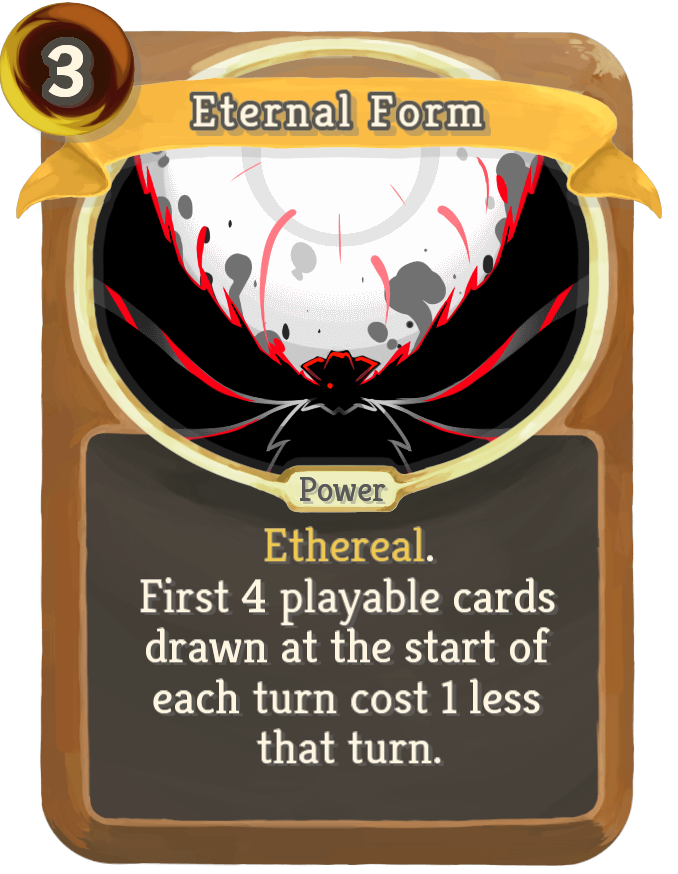 3
Eternal Form
Power
Ethereal.
First 4 playable cards
drawn at the start of
each turn cost 1 less
that turn.